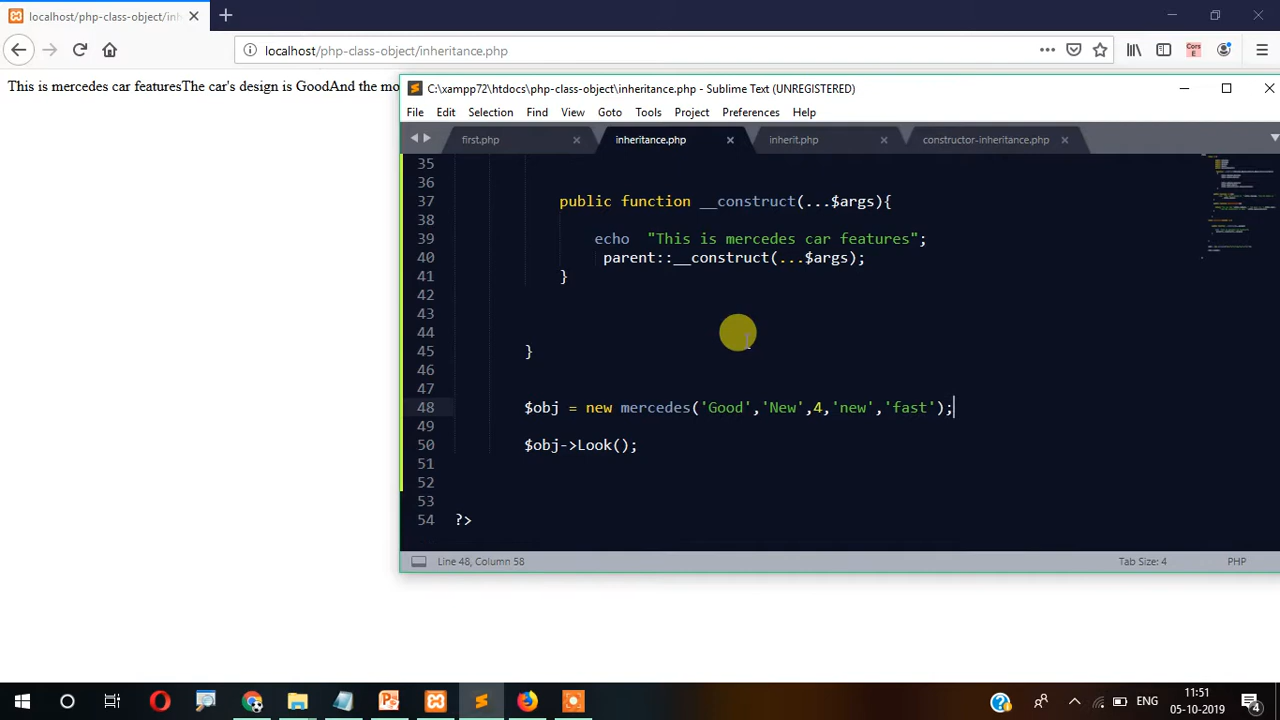 localhost/php-class-object/inh
localhost/php-class-object/inheritance.php
Cors
E
This is mercedes car featuresThe car's design is GoodAnd the mo
C:\xampp72\htdocs\php-class-object\inheritance.php - Sublime Text (UNREGISTERED)
File Edit Selection Find Goto Tools Project Preferences Help
first.php inheritance.php inherit.php constructor-inheritance.php
35
36
37 public function __construct(...$args){
38
39 echo "This is mercedes car features";
40 parent::__construct(...$args);
41 }
42
43
44
45 }
46
47
48 $obj = new mercedes('Good','New',4,'new','fast');
49
50 $obj->Look();
51
52
53
54 ?>
Line 48, Column 58 Tab Size: 4 PHP
ENG
11:51
05-10-2019
4